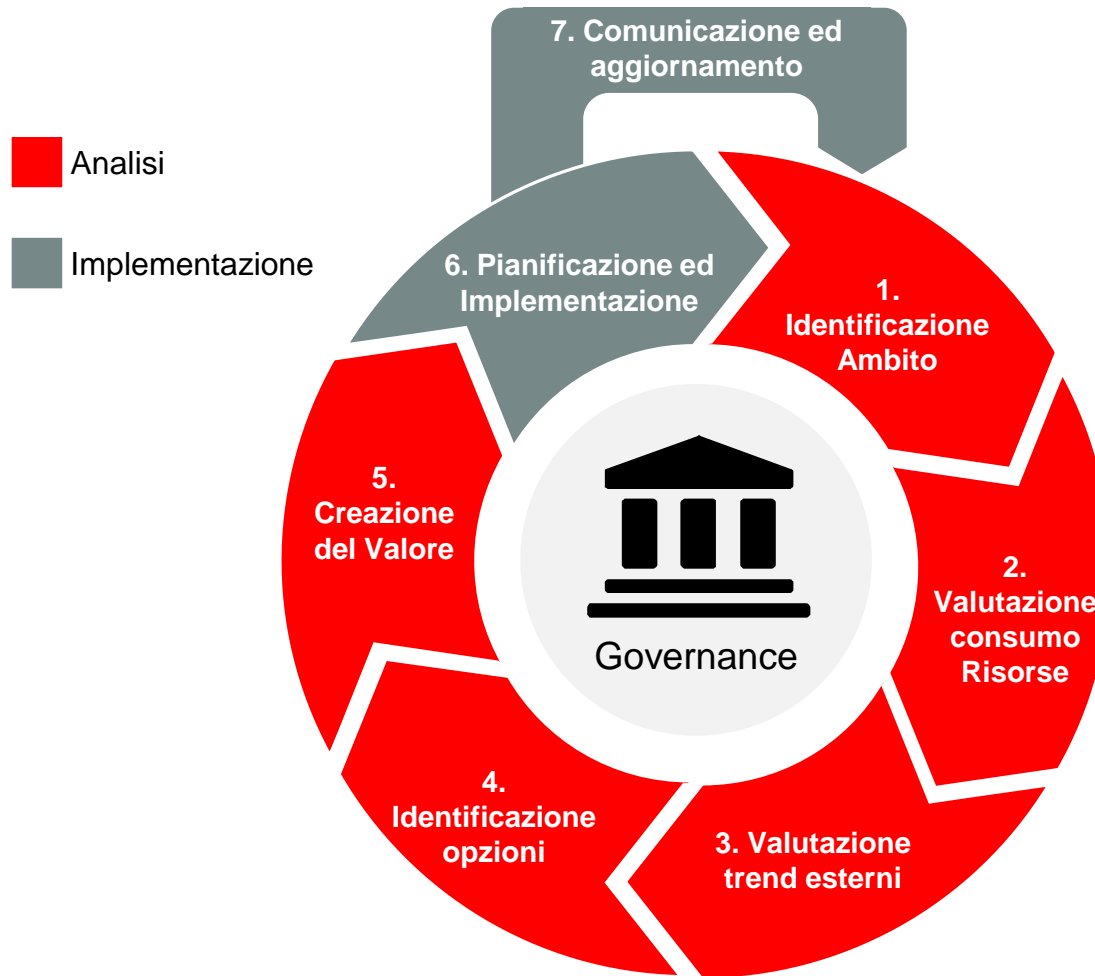 7. Comunicazione ed
aggiornamento
Analisi
Implementazione
6. Pianificazione ed
Implementazione
1.
Identificazione
Ambito
5.
Creazione
del Valore
2.
Valutazione
consumo
Risorse
Governance
4.
Identificazione
opzioni
3. Valutazione
trend esterni